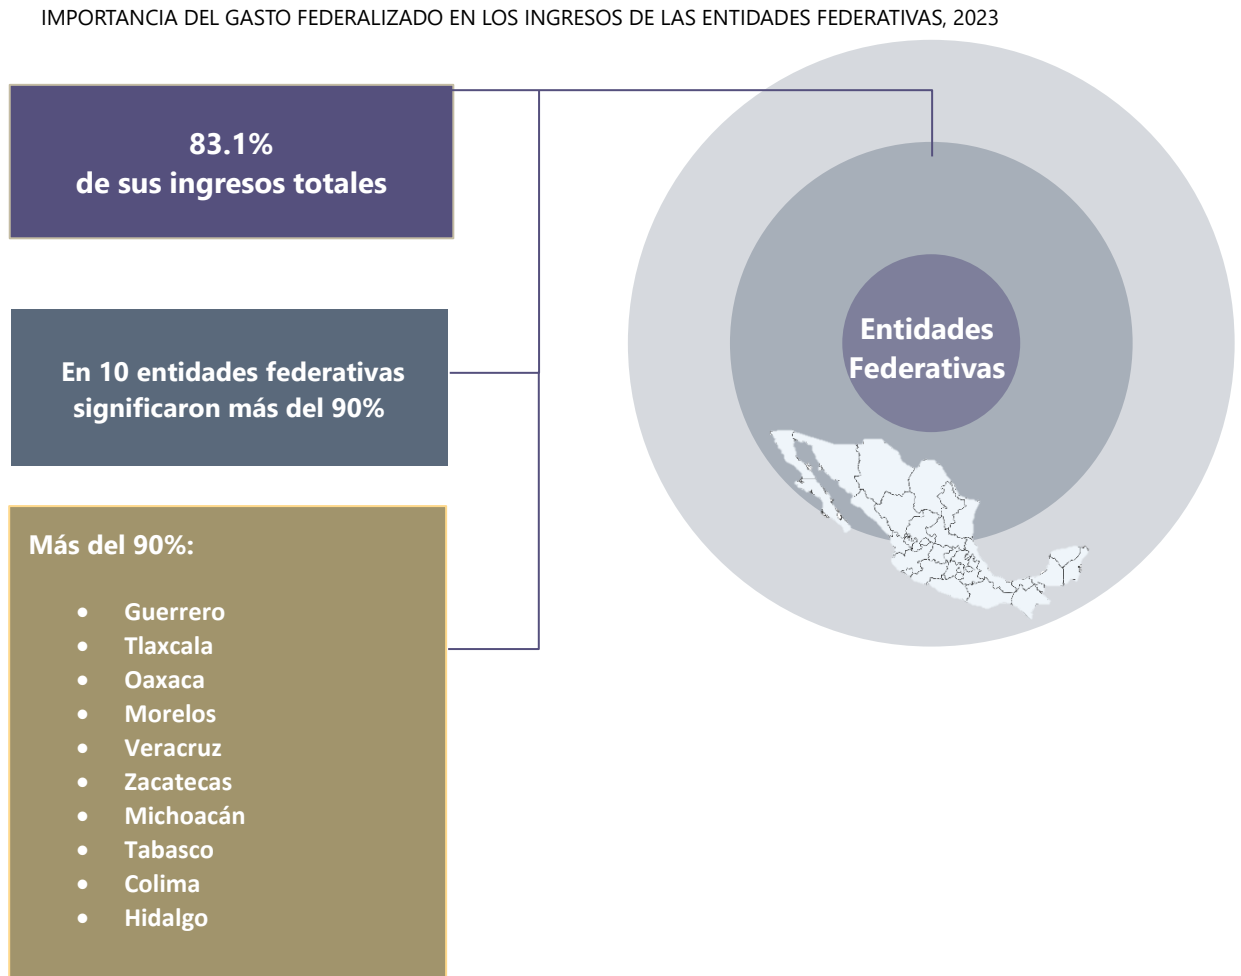 IMPORTANCIA DEL GASTO FEDERALIZADO EN LOS INGRESOS DE LAS ENTIDADES FEDERATIVAS, 2023
83.1%
de sus ingresos totales
En 10 entidades federativas
significaron más del 90%
Más del 90%:
• Guerrero
• Tlaxcala
• Oaxaca
• Morelos
• Veracruz
• Zacatecas
• Michoacán
• Tabasco
• Colima
• Hidalgo
Entidades
Federativas